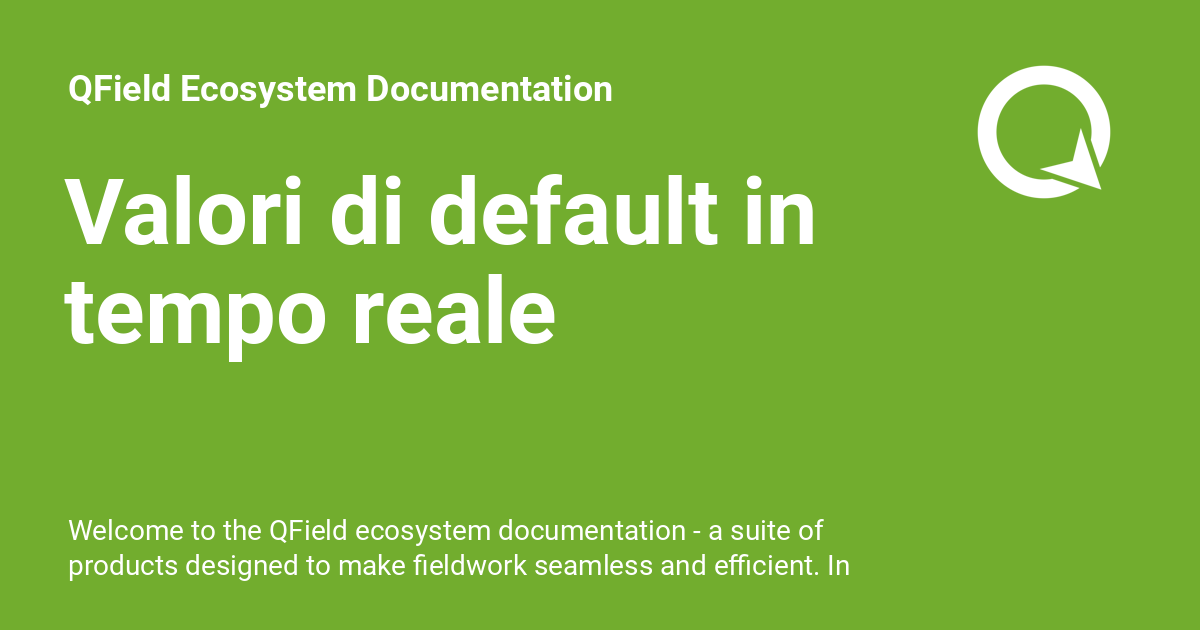 QField Ecosystem Documentation
Valori di default in
tempo reale
Welcome to the QField ecosystem documentation - a suite of
products designed to make fieldwork seamless and efficient. In